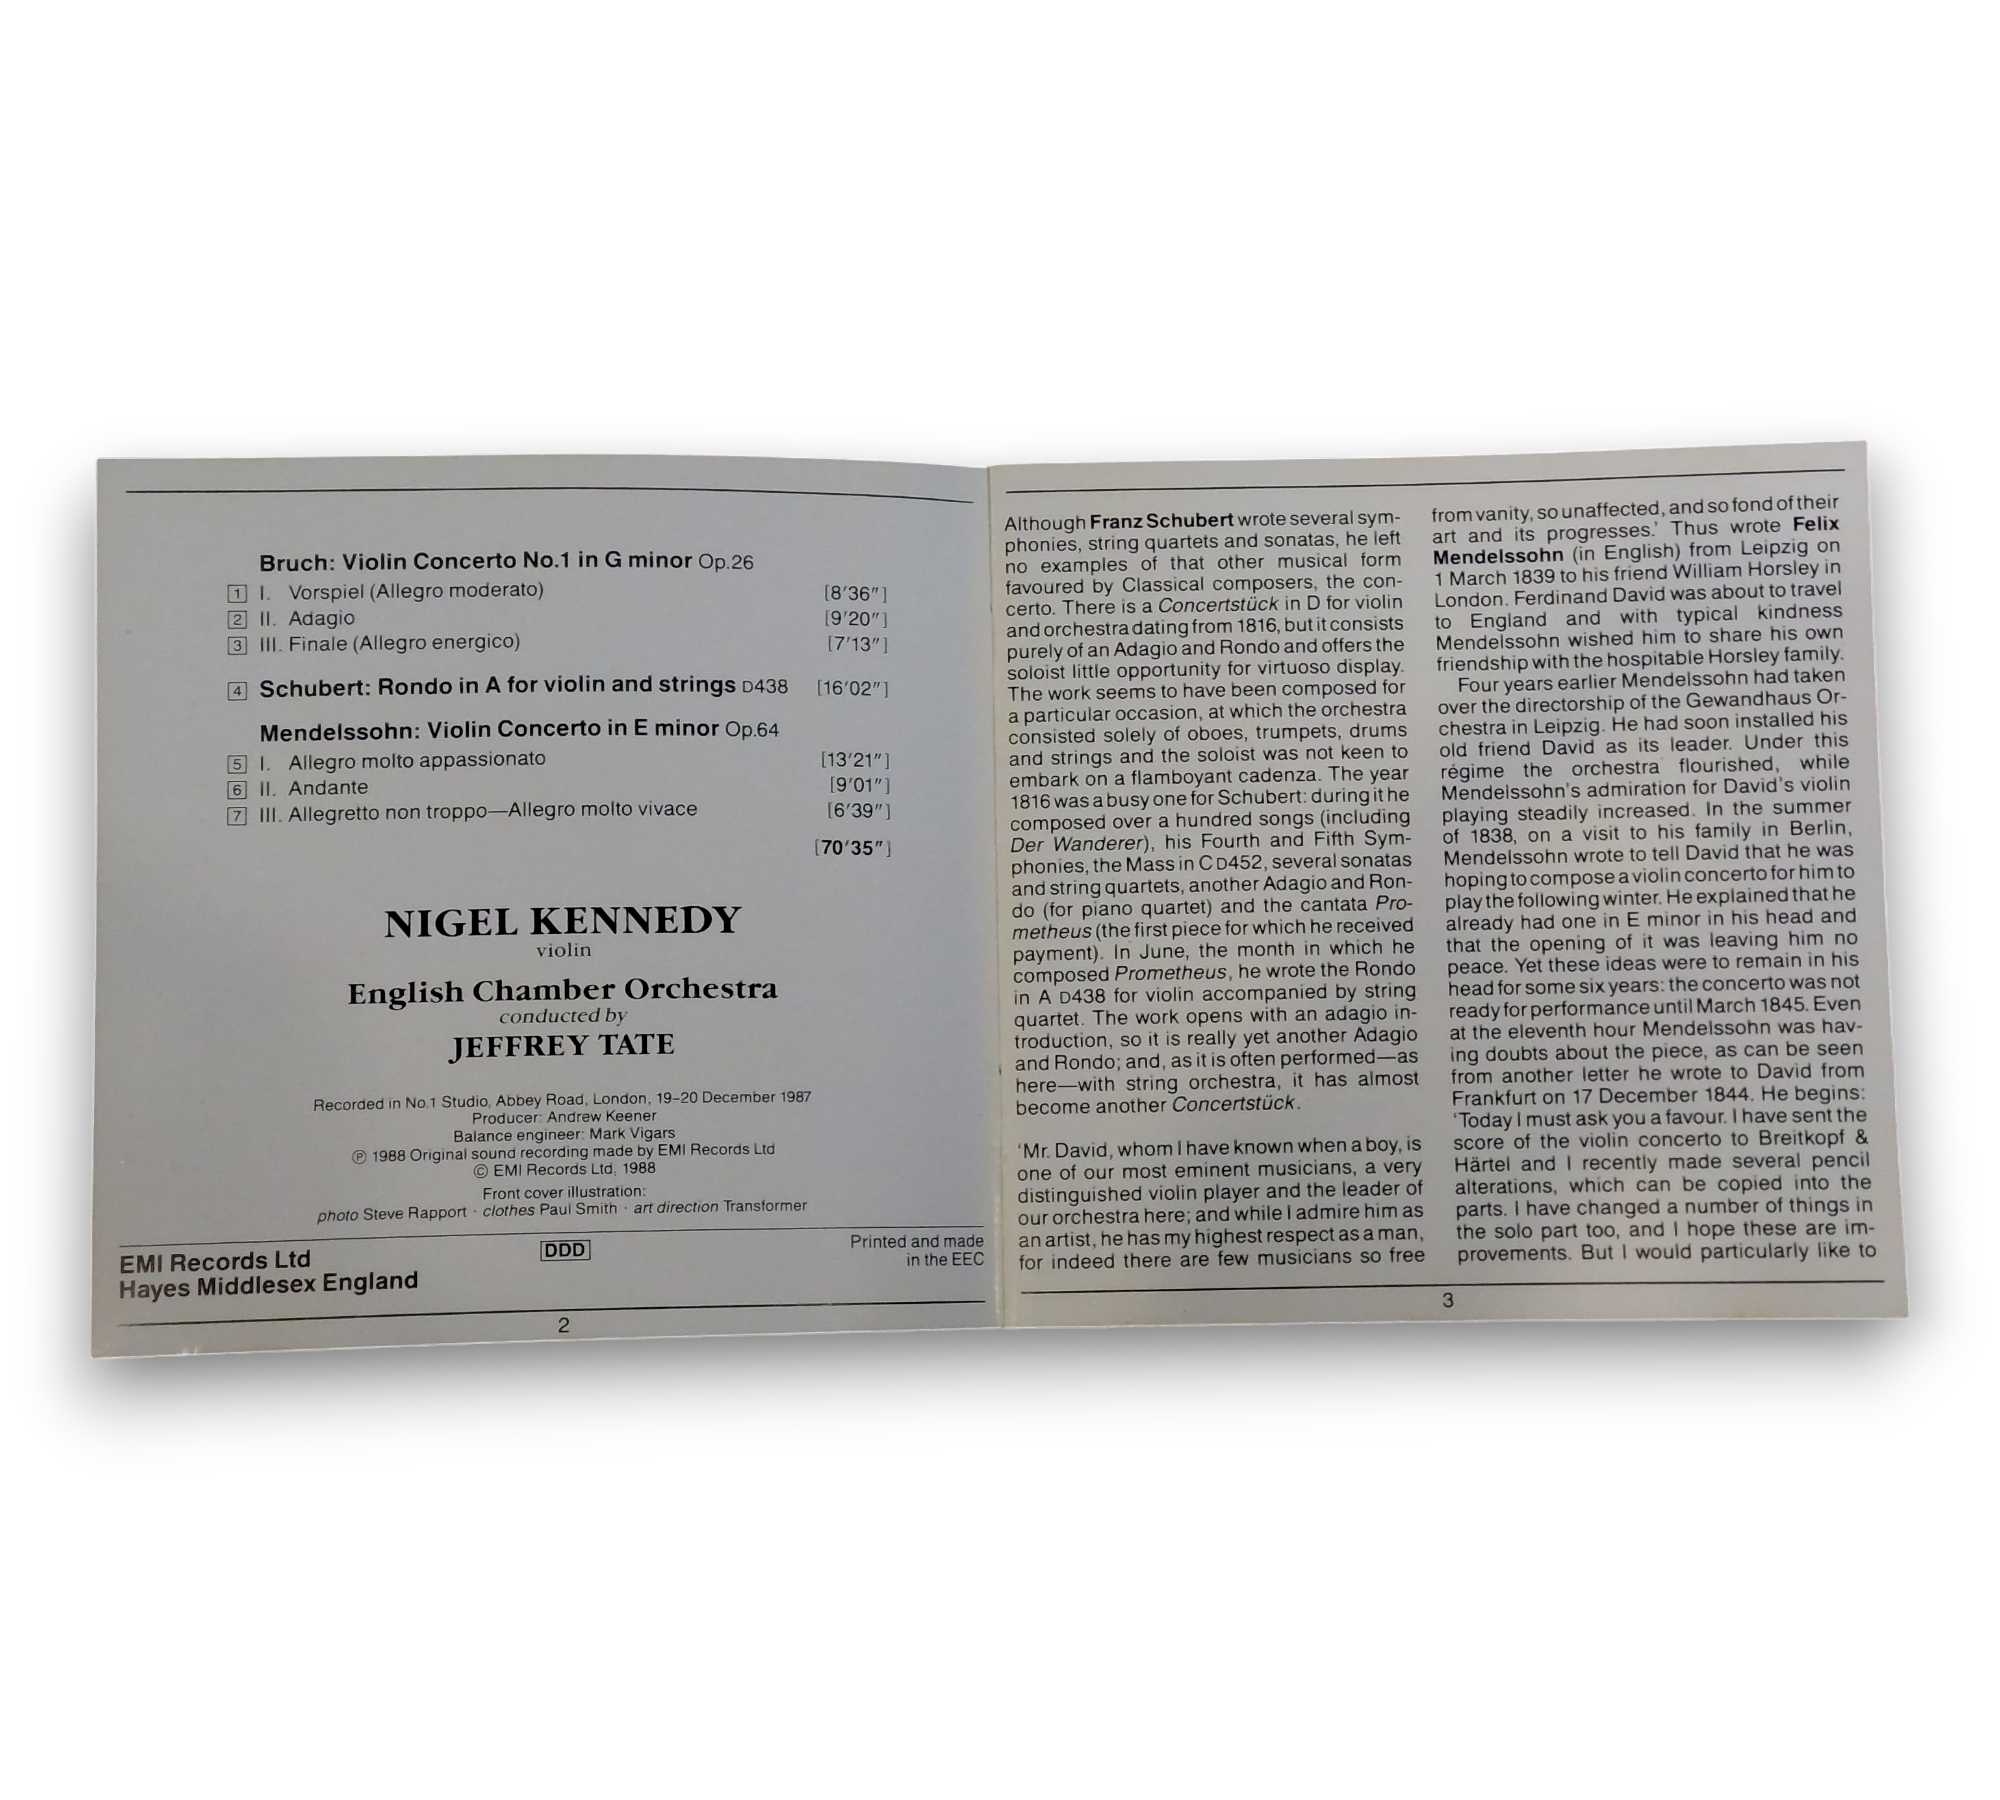 Bruch: Violin Concerto No.1 in G minor Op.26
1 I. Vorspiel (Allegro moderato) [8′36″]
2 II. Adagio [9′20″]
3 III. Finale (Allegro energico) [7′13″]
4 Schubert: Rondo in A for violin and strings D438 [16′02″]
Mendelssohn: Violin Concerto in E minor Op.64
5 I. Allegro molto appassionato [13′21″]
6 II. Andante [9′01″]
7 III. Allegretto non troppo—Allegro molto vivace [6′39″]
[70′35″]
NIGEL KENNEDY
violin
English Chamber Orchestra
conducted by
JEFFREY TATE
Recorded in No.1 Studio, Abbey Road, London, 19–20 December 1987
Producer: Andrew Keener
Balance engineer: Mark Vigars
℗ 1988 Original sound recording made by EMI Records Ltd
© EMI Records Ltd, 1988
Front cover illustration:
photo Steve Rapport · clothes Paul Smith · art direction Transformer
EMI Records Ltd
Hayes Middlesex England
DDD
Printed and made
in the EEC
2
Although Franz Schubert wrote several sym-
phonies, string quartets and sonatas, he left
no examples of that other musical form
favoured by Classical composers, the con-
certo. There is a Concertstück in D for violin
and orchestra dating from 1816, but it consists
purely of an Adagio and Rondo and offers the
soloist little opportunity for virtuoso display.
The work seems to have been composed for
a particular occasion, at which the orchestra
consisted solely of oboes, trumpets, drums
and strings and the soloist was not keen to
embark on a flamboyant cadenza. The year
1816 was a busy one for Schubert: during it he
composed over a hundred songs (including
Der Wanderer), his Fourth and Fifth Sym-
phonies, the Mass in C D452, several sonatas
and string quartets, another Adagio and Ron-
do (for piano quartet) and the cantata Pro-
metheus (the first piece for which he received
payment). In June, the month in which he
composed Prometheus, he wrote the Rondo
in A D438 for violin accompanied by string
quartet. The work opens with an adagio in-
troduction, so it is really yet another Adagio
and Rondo; and, as it is often performed—as
here—with string orchestra, it has almost
become another Concertstück.
‘Mr. David, whom I have known when a boy, is
one of our most eminent musicians, a very
distinguished violin player and the leader of
our orchestra here; and while I admire him as
an artist, he has my highest respect as a man,
for indeed there are few musicians so free
from vanity, so unaffected, and so fond of their
art and its progresses.’ Thus wrote Felix
Mendelssohn (in English) from Leipzig on
1 March 1839 to his friend William Horsley in
London. Ferdinand David was about to travel
to England and with typical kindness
Mendelssohn wished him to share his own
friendship with the hospitable Horsley family.
Four years earlier Mendelssohn had taken
over the directorship of the Gewandhaus Or-
chestra in Leipzig. He had soon installed his
old friend David as its leader. Under this
régime the orchestra flourished, while
Mendelssohn's admiration for David's violin
playing steadily increased. In the summer
of 1838, on a visit to his family in Berlin,
Mendelssohn wrote to tell David that he was
hoping to compose a violin concerto for him to
play the following winter. He explained that he
already had one in E minor in his head and
that the opening of it was leaving him no
peace. Yet these ideas were to remain in his
head for some six years: the concerto was not
ready for performance until March 1845. Even
at the eleventh hour Mendelssohn was hav-
ing doubts about the piece, as can be seen
from another letter he wrote to David from
Frankfurt on 17 December 1844. He begins:
‘Today I must ask you a favour. I have sent the
score of the violin concerto to Breitkopf &
Härtel and I recently made several pencil
alterations, which can be copied into the
parts. I have changed a number of things in
the solo part too, and I hope these are im-
provements. But I would particularly like to
3